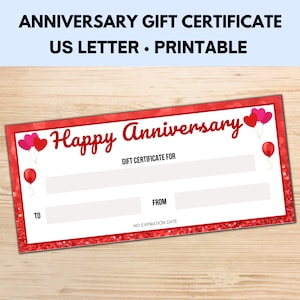 ANNIVERSARY GIFT CERTIFICATE
US LETTER • PRINTABLE
Happy Anniversary
GIFT CERTIFICATE FOR
TO FROM
NO EXPIRATION DATE